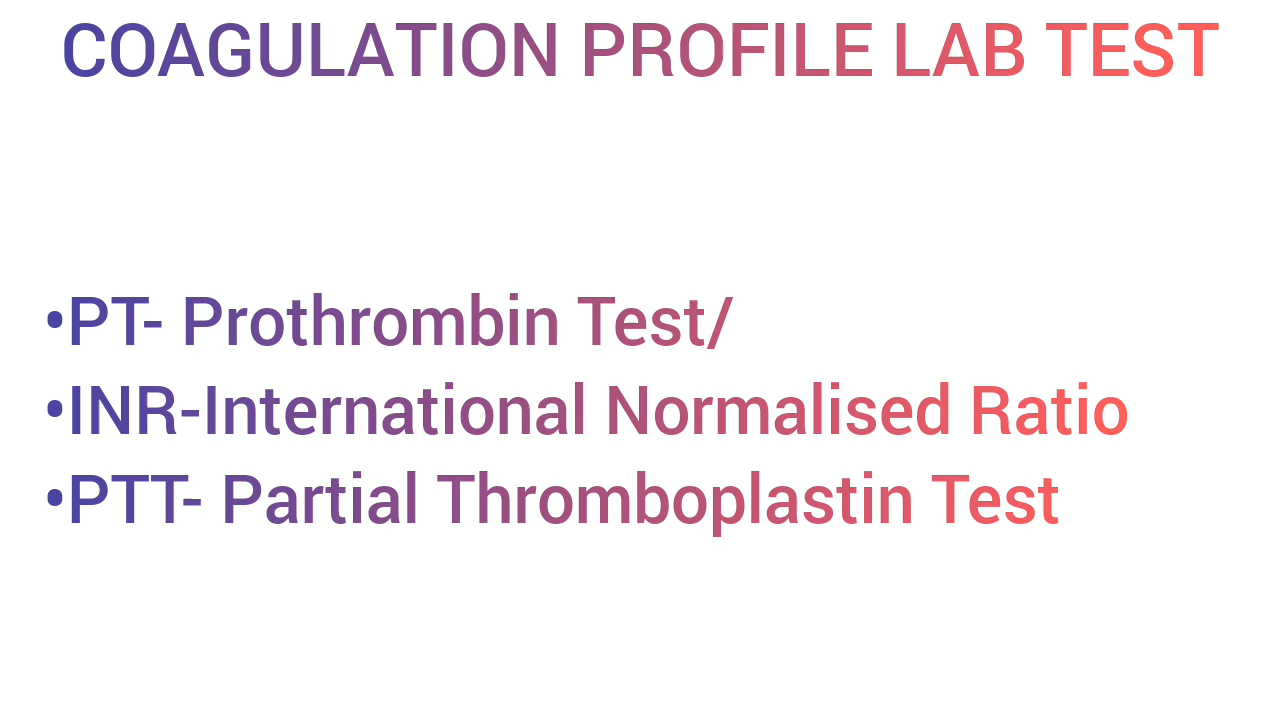 COAGULATION PROFILE LAB TEST
•PT- Prothrombin Test/
•INR-International Normalised Ratio
•PTT- Partial Thromboplastin Test